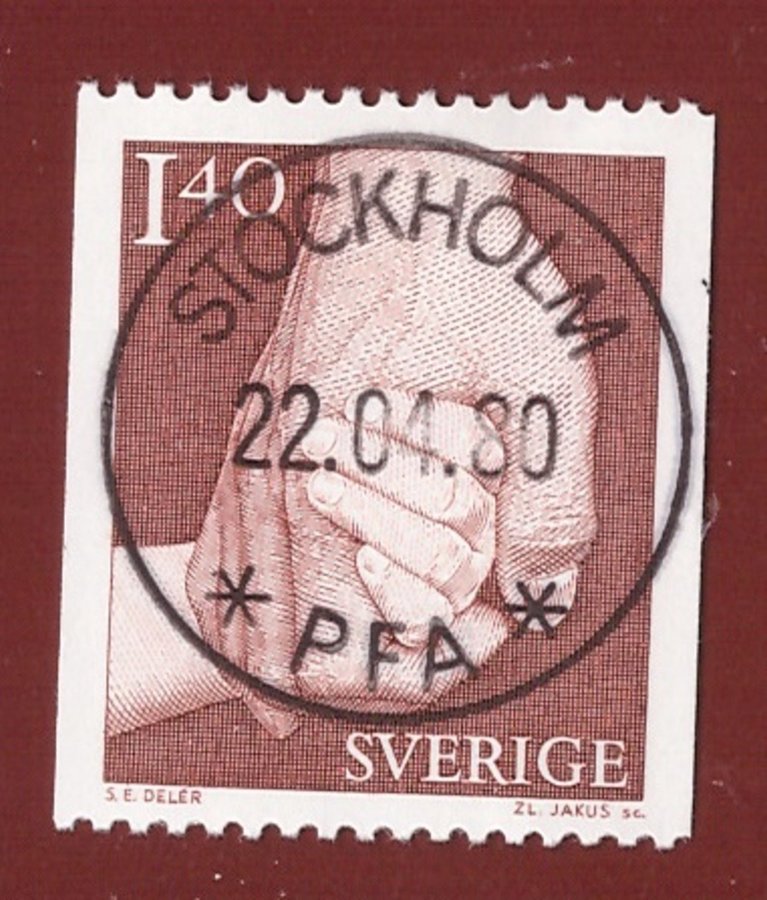 1 40
STOCKHOLM
22.04.80
* PFA *
SVERIGE
S. E. DELÉR
ZL. JAKUS sc.